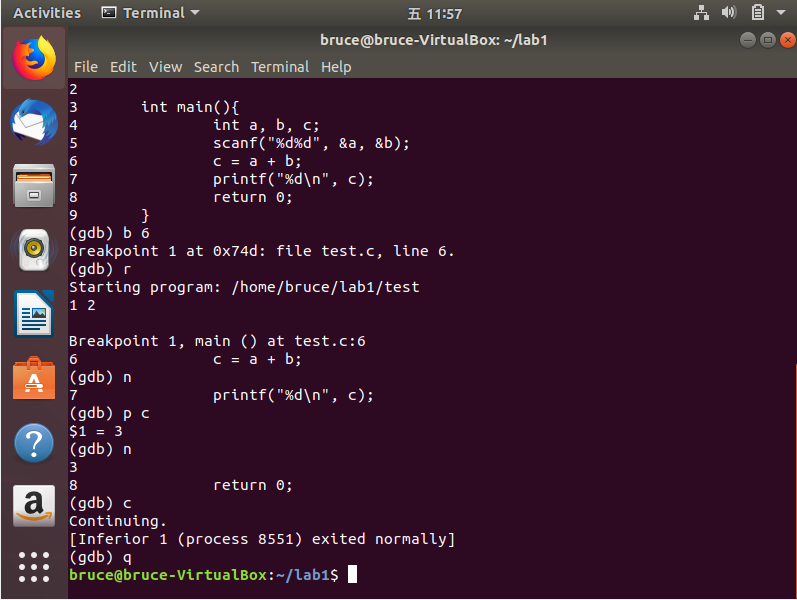 Activities Terminal 五 11:57
bruce@bruce-VirtualBox: ~/lab1
File Edit View Search Terminal Help
2
3 int main(){
4 int a, b, c;
5 scanf("%d%d", &a, &b);
6 c = a + b;
7 printf("%d\n", c);
8 return 0;
9 }
(gdb) b 6
Breakpoint 1 at 0x74d: file test.c, line 6.
(gdb) r
Starting program: /home/bruce/lab1/test
1 2
Breakpoint 1, main () at test.c:6
6 c = a + b;
(gdb) n
7 printf("%d\n", c);
(gdb) p c
$1 = 3
(gdb) n
3
8 return 0;
(gdb) c
Continuing.
[Inferior 1 (process 8551) exited normally]
(gdb) q
bruce@bruce-VirtualBox:~/lab1$